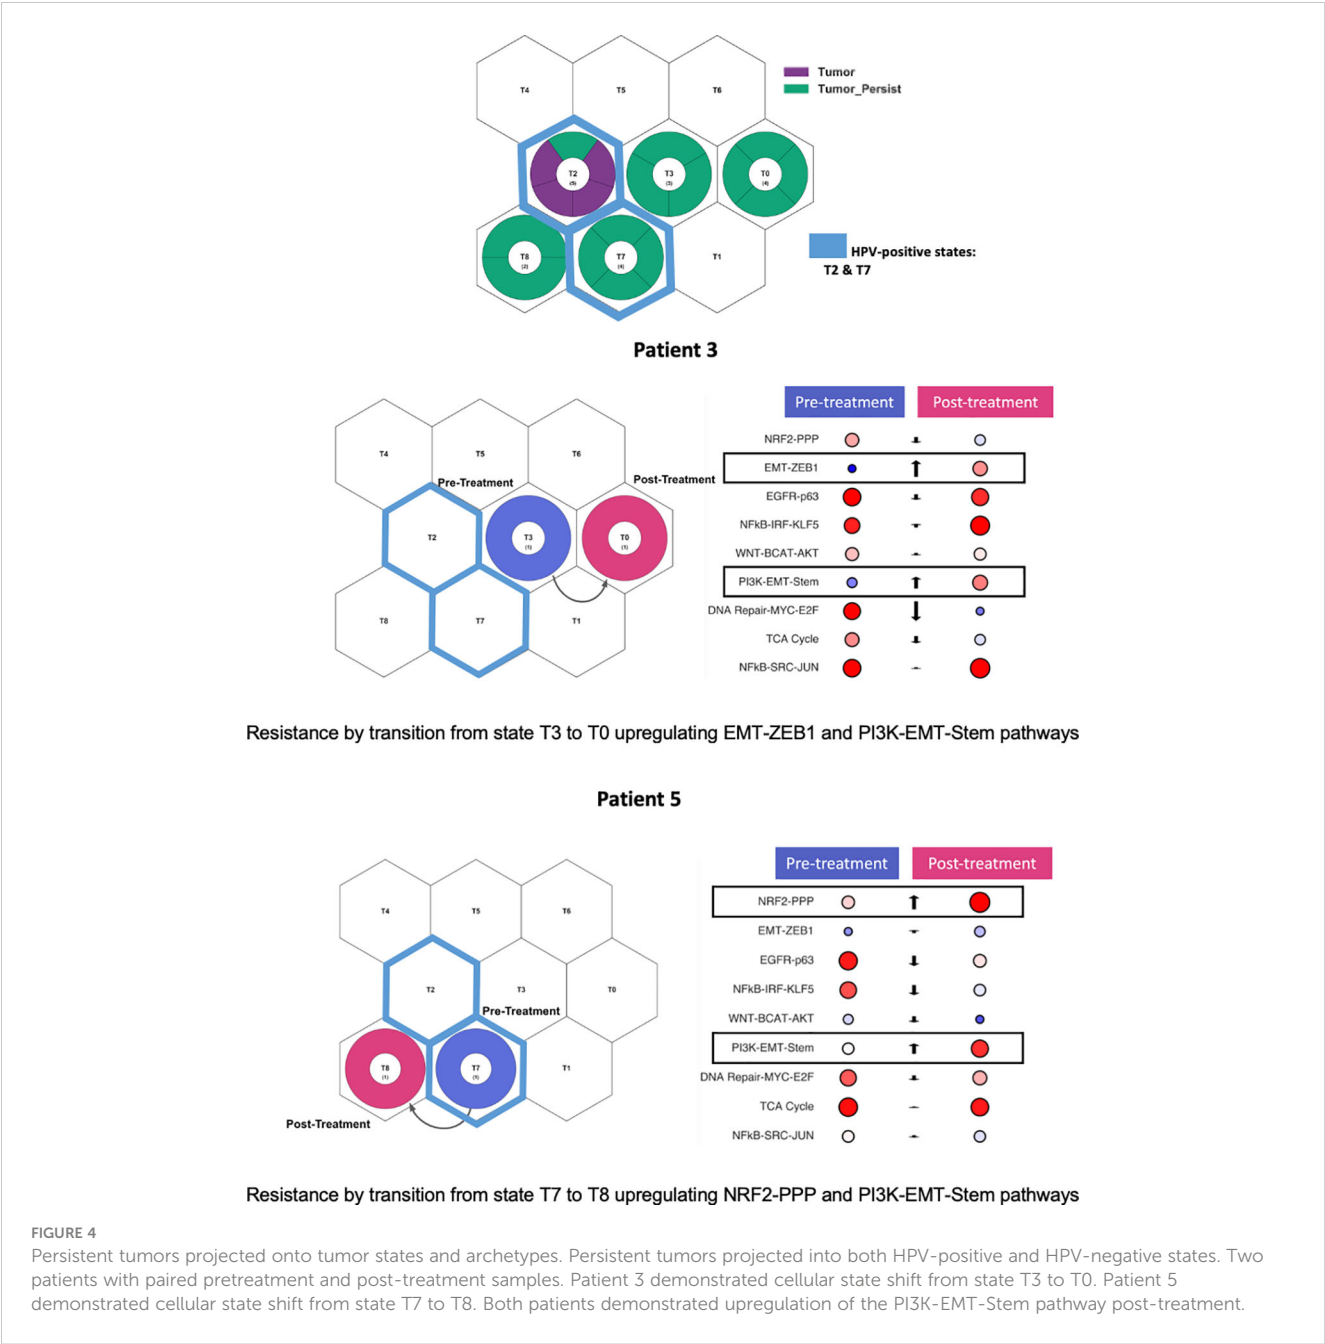 T4 T5 T6
Tumor
Tumor_Persist
T2
(5)
T3
(3)
T0
(4)
T8
(2)
T7
(4)
T1
HPV-positive states:
T2 & T7
Patient 3
T4 T5 T6
Pre-Treatment
Post-Treatment
T2
T3
(1)
T0
(1)
T8 T7 T1
Pre-treatment Post-treatment
NRF2-PPP
EMT-ZEB1
EGFR-p63
NFkB-IRF-KLF5
WNT-BCAT-AKT
PI3K-EMT-Stem
DNA Repair-MYC-E2F
TCA Cycle
NFkB-SRC-JUN
Resistance by transition from state T3 to T0 upregulating EMT-ZEB1 and PI3K-EMT-Stem pathways
Patient 5
T4 T5 T6
T2 T3 T0
Pre-Treatment
T8
(1)
T7
(1)
T1
Post-Treatment
Pre-treatment Post-treatment
NRF2-PPP
EMT-ZEB1
EGFR-p63
NFkB-IRF-KLF5
WNT-BCAT-AKT
PI3K-EMT-Stem
DNA Repair-MYC-E2F
TCA Cycle
NFkB-SRC-JUN
Resistance by transition from state T7 to T8 upregulating NRF2-PPP and PI3K-EMT-Stem pathways
FIGURE 4
Persistent tumors projected onto tumor states and archetypes. Persistent tumors projected into both HPV-positive and HPV-negative states. Two
patients with paired pretreatment and post-treatment samples. Patient 3 demonstrated cellular state shift from state T3 to T0. Patient 5
demonstrated cellular state shift from state T7 to T8. Both patients demonstrated upregulation of the PI3K-EMT-Stem pathway post-treatment.